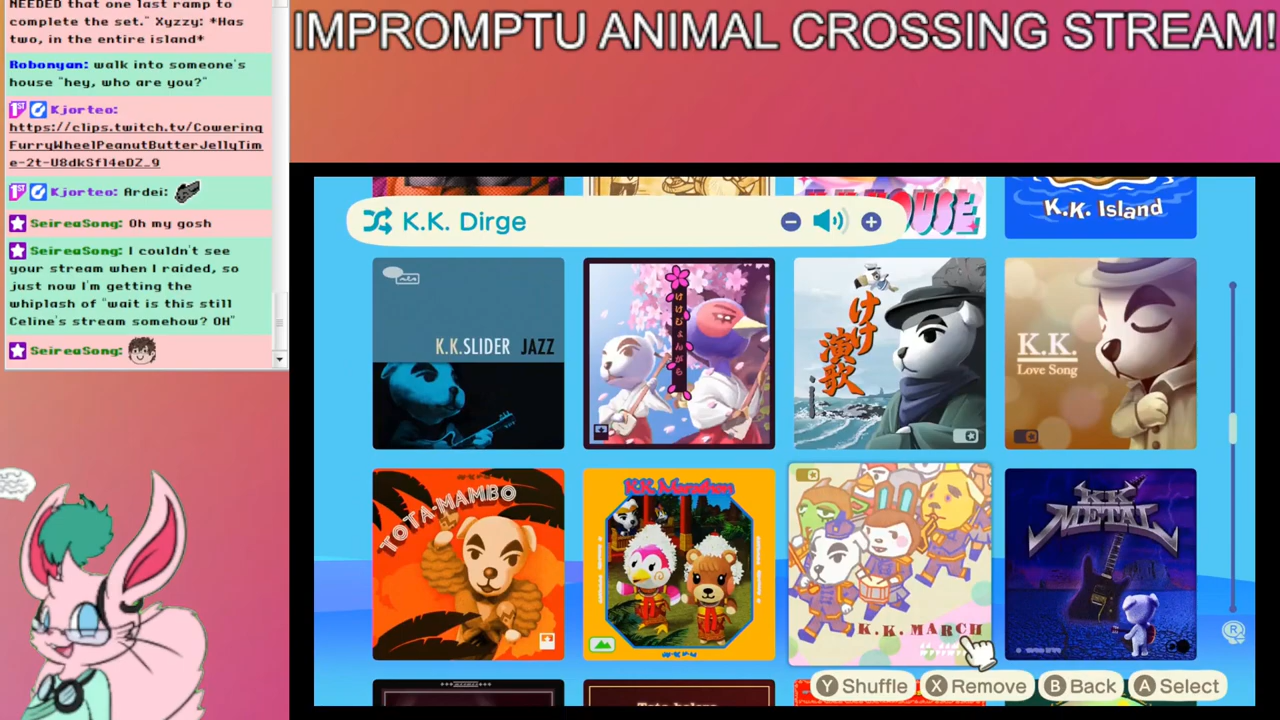 NEEDED that one last ramp to
complete the set." Xyzzy: *Has
two, in the entire island*
Robonyan: walk into someone's
house "hey, who are you?"
Kjorteo:
https://clips.twitch.tv/Cowering
FurryWheelPeanutButterJellyTim
e-2t-U8dkSfl4eDZ_9
Kjorteo: Ardei:
SeireaSong: Oh my gosh
SeireaSong: I couldn't see
your stream when I raided, so
just now I'm getting the
whiplash of "wait is this still
Celine's stream somehow? OH"
SeireaSong:
IMPROMPTU ANIMAL CROSSING STREAM!
K.K. Dirge
HOUSE
K.K. Island
K.K.SLIDER JAZZ
けけ
演歌
K.K.
Love Song
TOTA-MAMBO
K.K. Marathon
K.K. MARCH
KK
METAL
Y Shuffle
X Remove
B Back
A Select
R